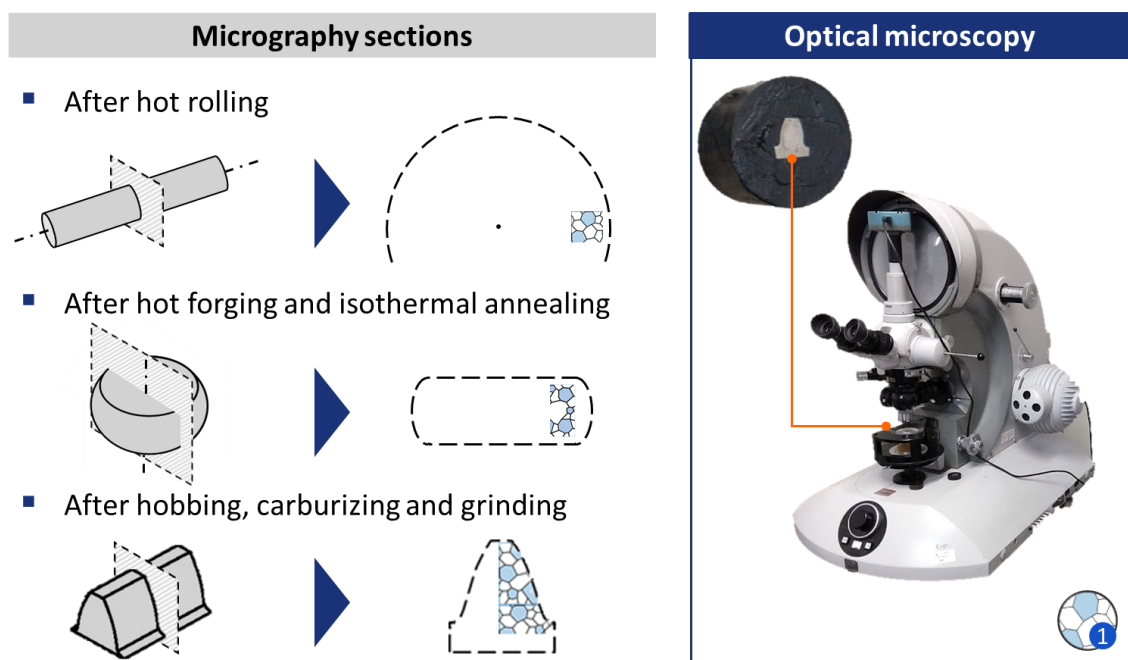 Micrography sections
After hot rolling
After hot forging and isothermal annealing
After hobbing, carburizing and grinding
Optical microscopy
1